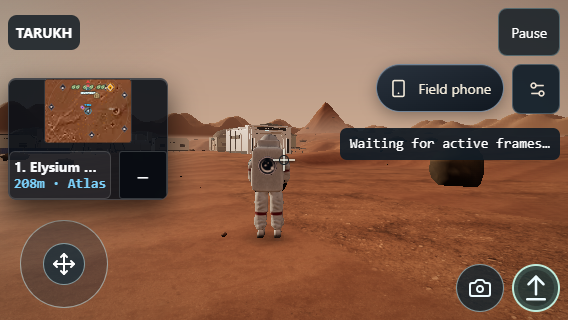 TARUKH
Pause
Field phone
Waiting for active frames…
1. Elysium ...
208m · Atlas